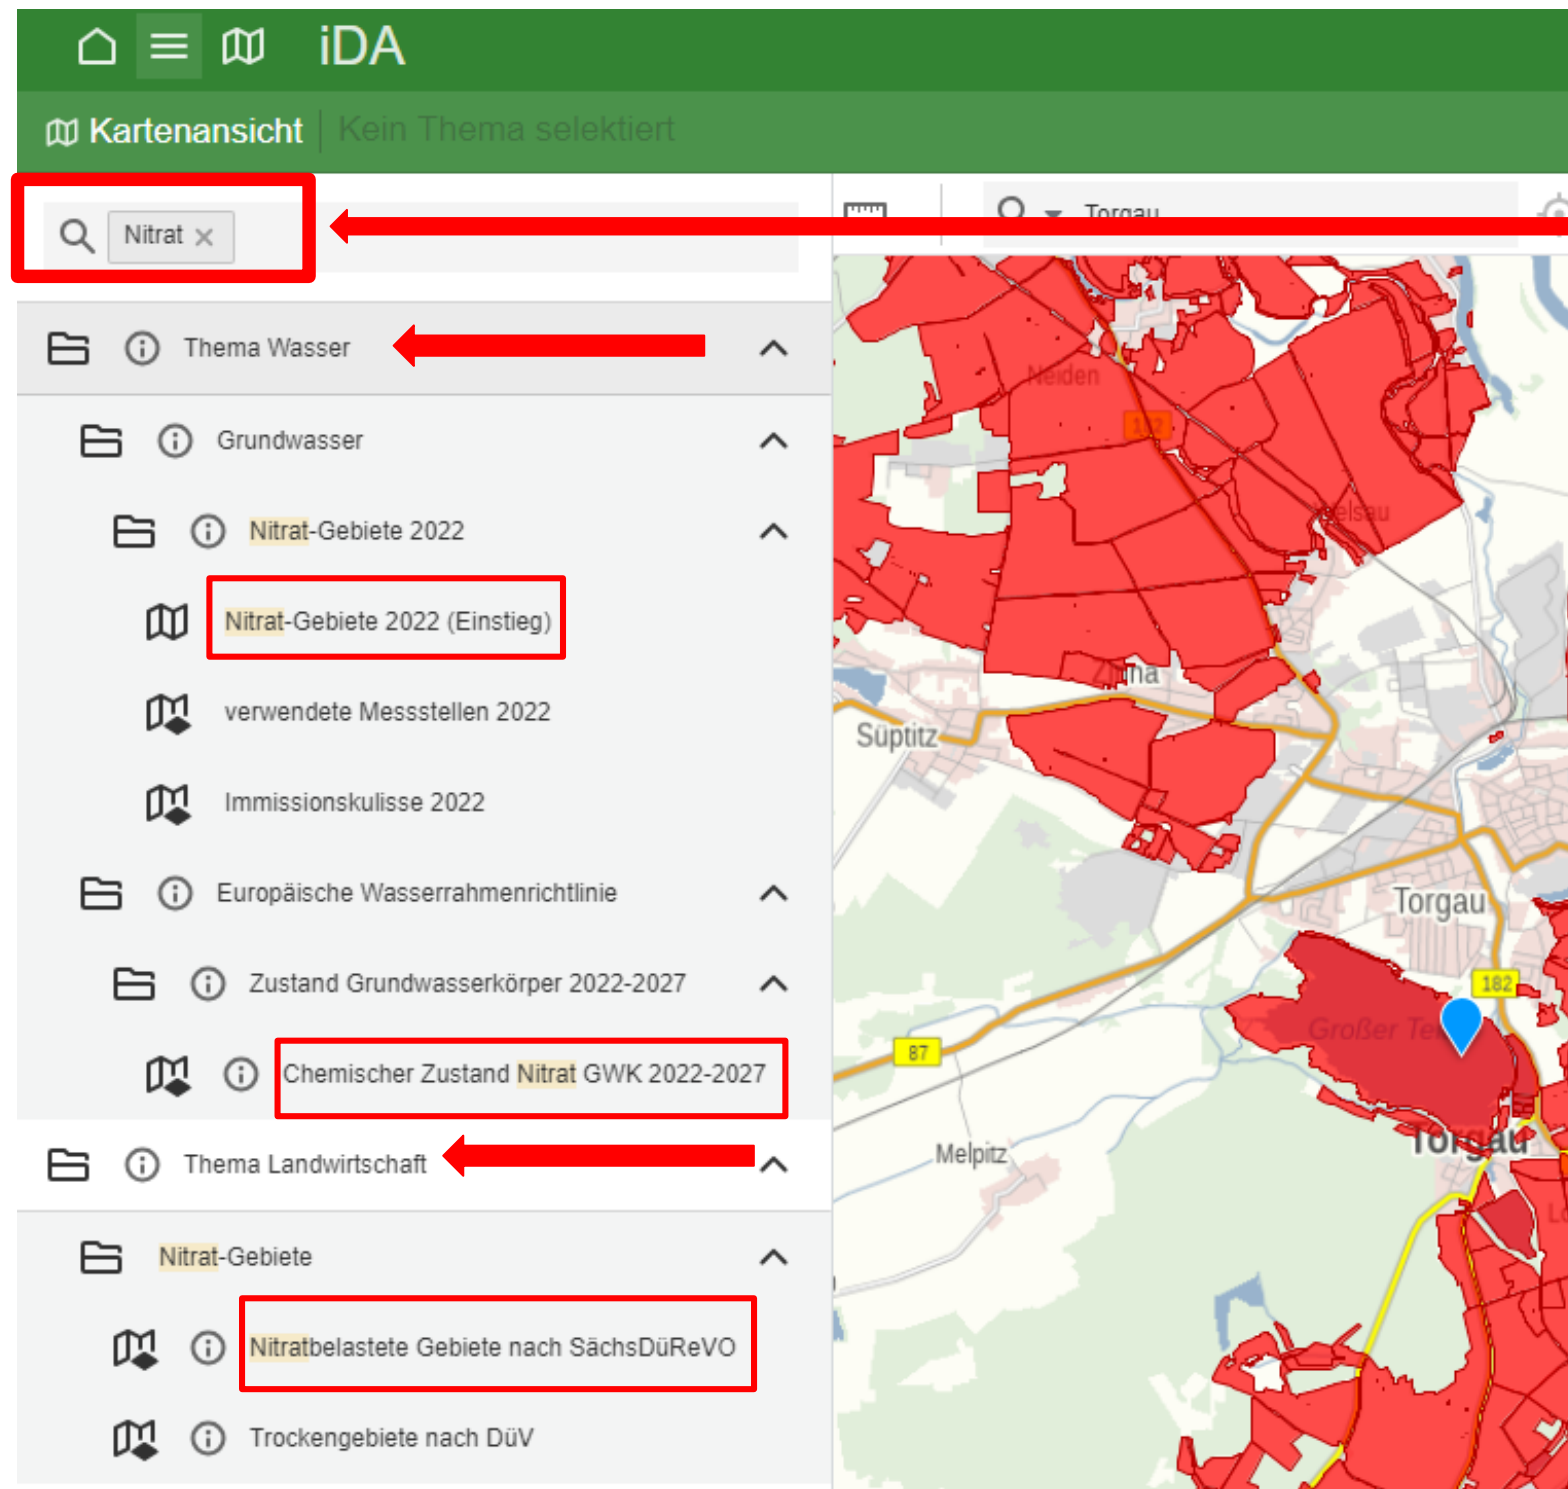 iDA
Kartenansicht Kein Thema selektiert
Nitrat
Torgau
Thema Wasser
Grundwasser
Nitrat-Gebiete 2022
Nitrat-Gebiete 2022 (Einstieg)
verwendete Messstellen 2022
Immissionskulisse 2022
Europäische Wasserrahmenrichtlinie
Zustand Grundwasserkörper 2022-2027
Chemischer Zustand Nitrat GWK 2022-2027
Thema Landwirtschaft
Nitrat-Gebiete
Nitratbelastete Gebiete nach SächsDüReVO
Trockengebiete nach DüV
Neiden
182
Süptitz
Torgau
182
Großer
87
Melpitz
Torgau